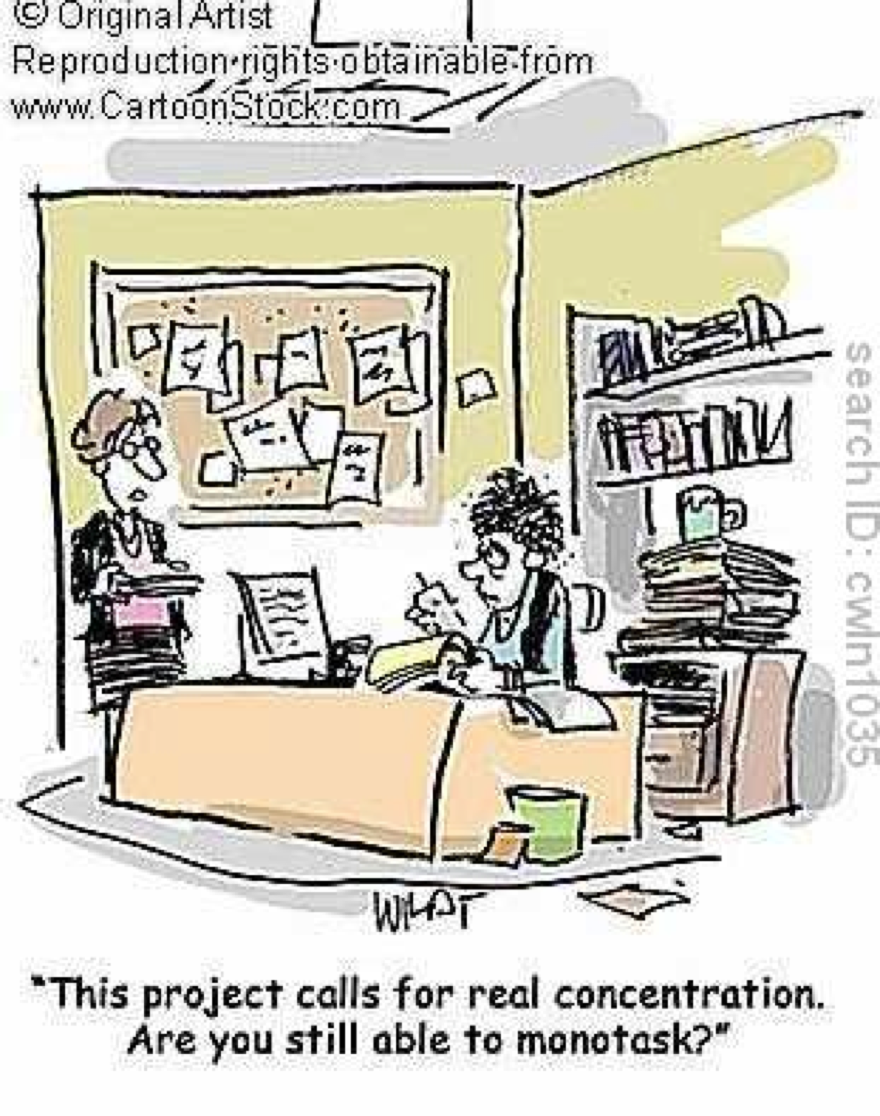 © Original Artist
Reproduction rights obtainable from
www.CartoonStock.com
search ID: cwln1035
"This project calls for real concentration.
Are you still able to monotask?"